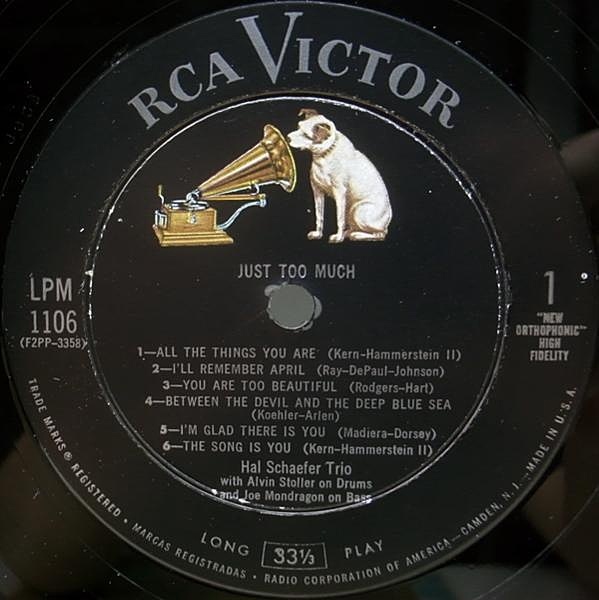 RCA VICTOR
JUST TOO MUCH
LPM
1106
(F2PP-3358)
1
"NEW
ORTHOPHONIC"
HIGH
FIDELITY
1—ALL THE THINGS YOU ARE (Kern-Hammerstein II)
2—I'LL REMEMBER APRIL (Ray-DePaul-Johnson)
3—YOU ARE TOO BEAUTIFUL (Rodgers-Hart)
4—BETWEEN THE DEVIL AND THE DEEP BLUE SEA
(Koehler-Arlen)
5—I'M GLAD THERE IS YOU (Madiera-Dorsey)
6—THE SONG IS YOU (Kern-Hammerstein II)
Hal Schaefer Trio
with Alvin Stoller on Drums
and Joe Mondragon on Bass
LONG 33⅓ PLAY
TRADE MARKS ® REGISTERED • MARCAS REGISTRADAS • RADIO CORPORATION OF AMERICA—CAMDEN, N. J.—MADE IN U.S.A.